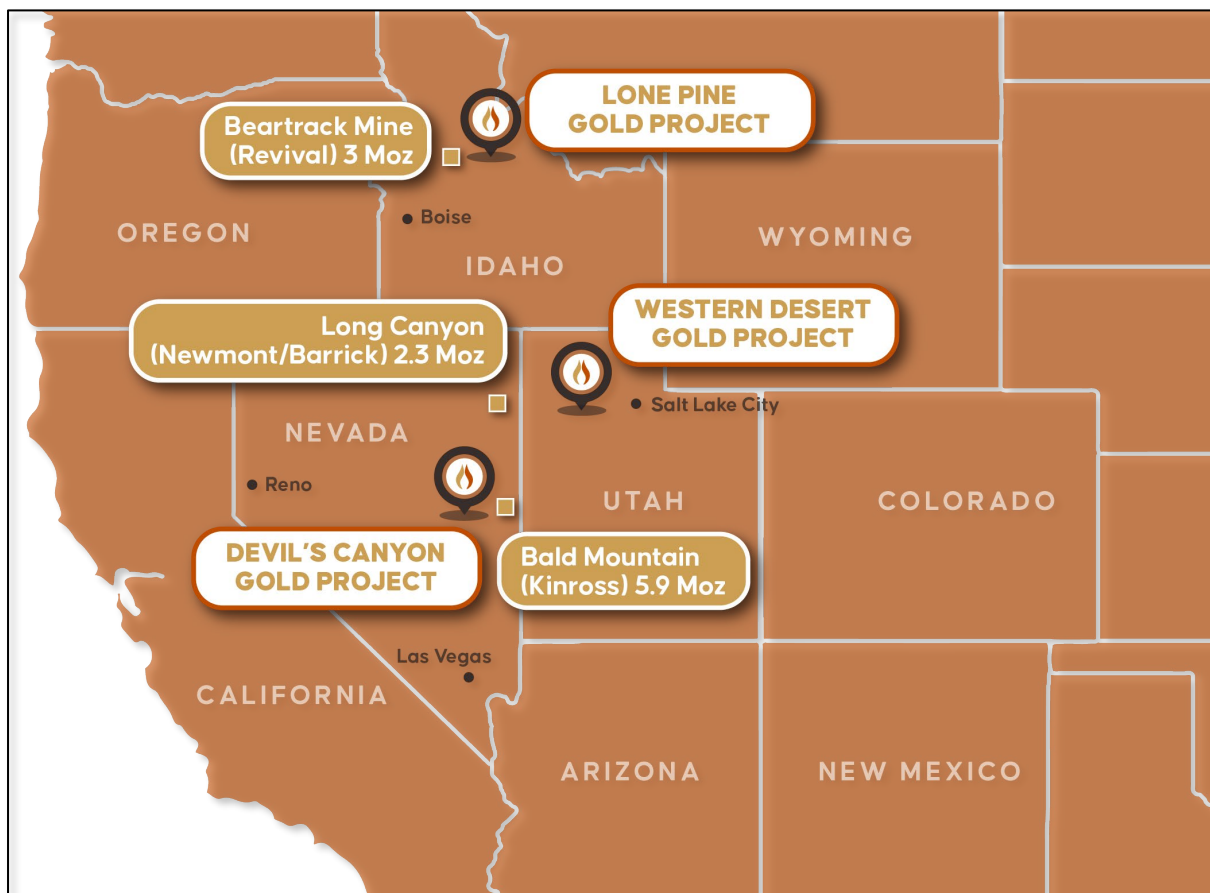 LONE PINE
GOLD PROJECT
Beartrack Mine
(Revival) 3 Moz
OREGON
Boise
IDAHO
WYOMING
WESTERN DESERT
GOLD PROJECT
Long Canyon
(Newmont/Barrick) 2.3 Moz
Salt Lake City
NEVADA
Reno
UTAH
COLORADO
DEVIL'S CANYON
GOLD PROJECT
Bald Mountain
(Kinross) 5.9 Moz
Las Vegas
CALIFORNIA
ARIZONA
NEW MEXICO